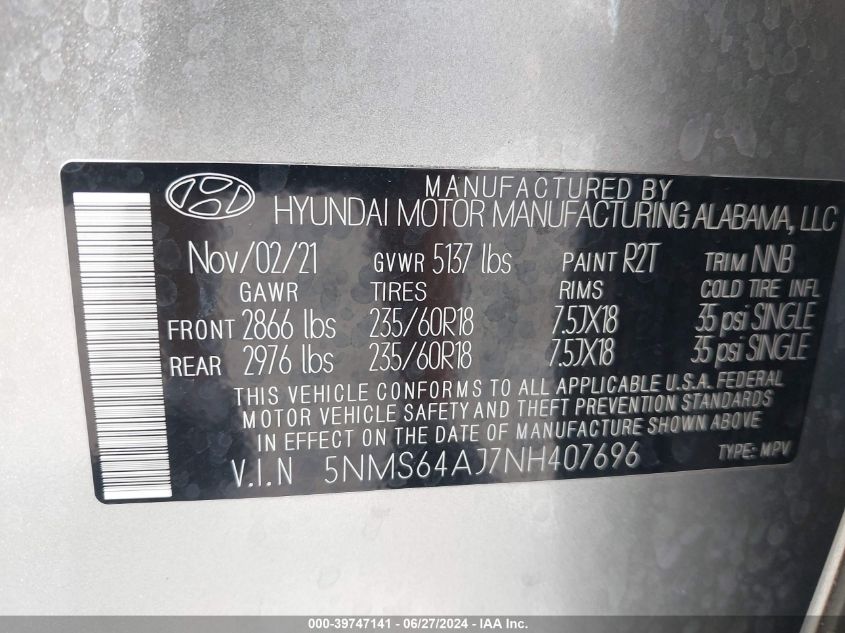 MANUFACTURED BY
HYUNDAI MOTOR MANUFACTURING ALABAMA, LLC
Nov/02/21 GVWR 5137 lbs PAINT R2T TRIM NNB
GAWR TIRES RIMS COLD TIRE INFL
FRONT 2866 lbs 235/60R18 7.5JX18 35 psi SINGLE
REAR 2976 lbs 235/60R18 7.5JX18 35 psi SINGLE
THIS VEHICLE CONFORMS TO ALL APPLICABLE U.S.A. FEDERAL
MOTOR VEHICLE SAFETY AND THEFT PREVENTION STANDARDS
IN EFFECT ON THE DATE OF MANUFACTURE SHOWN ABOVE
V.I.N 5NMS64AJ7NH407696 TYPE: MPV
000-39747141 - 06/27/2024 - IAA Inc.